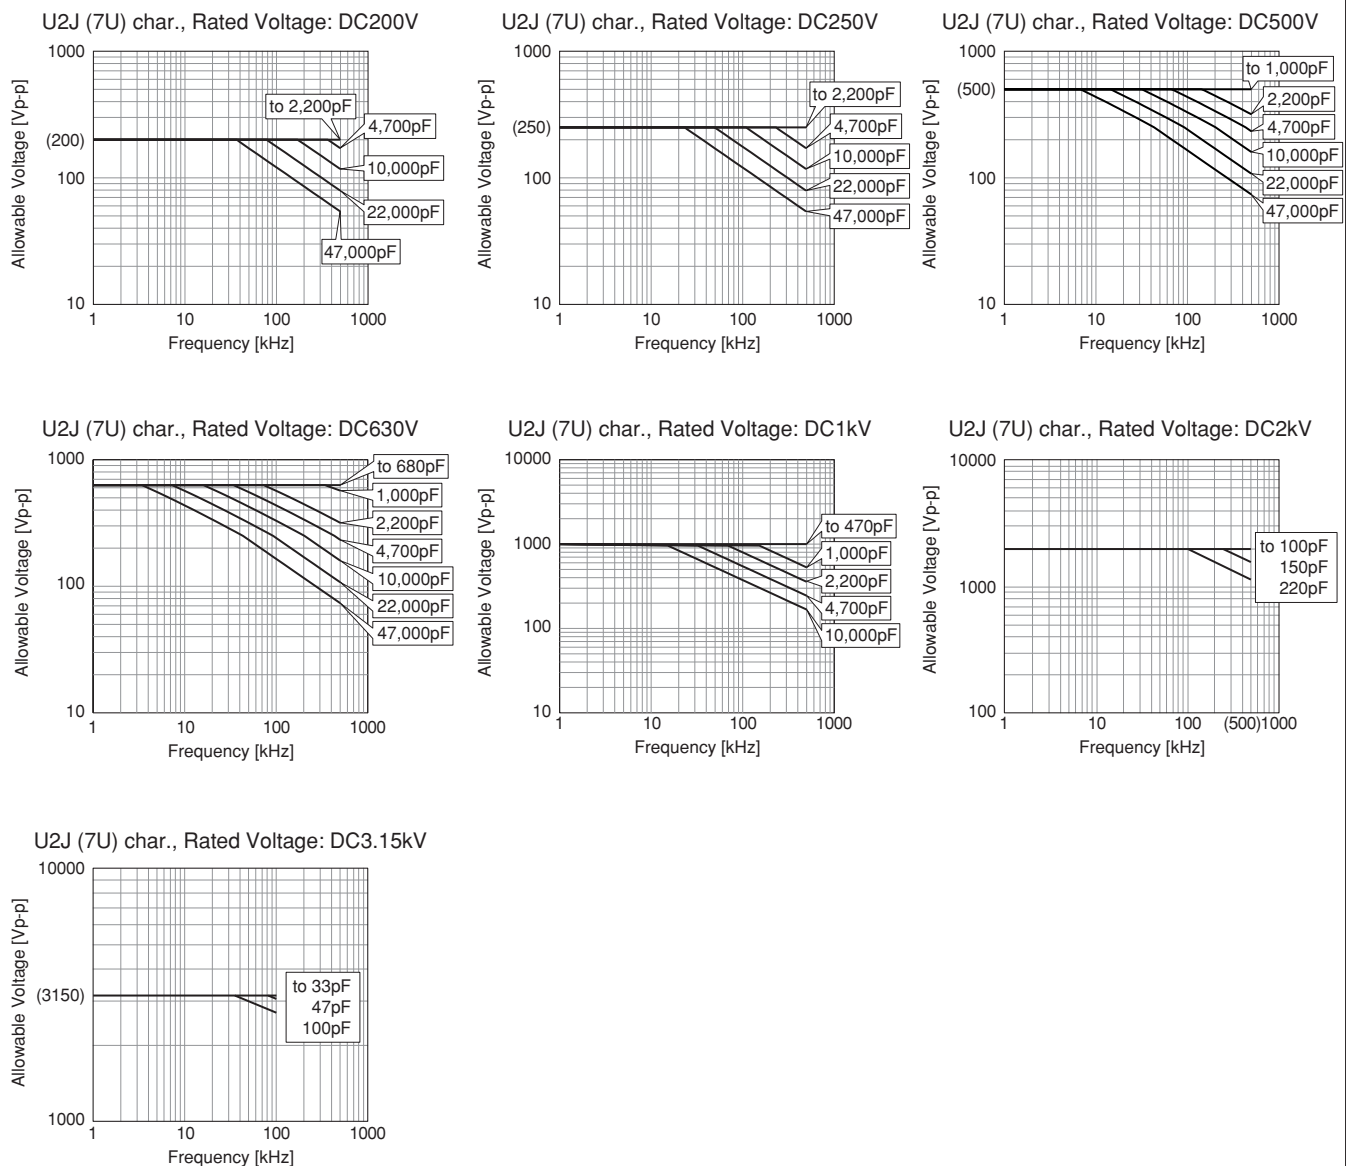 U2J (7U) char., Rated Voltage: DC200V
Allowable Voltage [Vp-p]
1000
(200)
100
10
to 2,200pF
4,700pF
10,000pF
22,000pF
47,000pF
1 10 100 1000
Frequency [kHz]
U2J (7U) char., Rated Voltage: DC250V
Allowable Voltage [Vp-p]
1000
(250)
100
10
to 2,200pF
4,700pF
10,000pF
22,000pF
47,000pF
1 10 100 1000
Frequency [kHz]
U2J (7U) char., Rated Voltage: DC500V
Allowable Voltage [Vp-p]
1000
(500)
100
10
to 1,000pF
2,200pF
4,700pF
10,000pF
22,000pF
47,000pF
1 10 100 1000
Frequency [kHz]
U2J (7U) char., Rated Voltage: DC630V
Allowable Voltage [Vp-p]
1000
100
10
to 680pF
1,000pF
2,200pF
4,700pF
10,000pF
22,000pF
47,000pF
1 10 100 1000
Frequency [kHz]
U2J (7U) char., Rated Voltage: DC1kV
Allowable Voltage [Vp-p]
10000
1000
100
10
to 470pF
1,000pF
2,200pF
4,700pF
10,000pF
1 10 100 1000
Frequency [kHz]
U2J (7U) char., Rated Voltage: DC2kV
Allowable Voltage [Vp-p]
10000
1000
100
to 100pF
150pF
220pF
1 10 100 (500)1000
Frequency [kHz]
U2J (7U) char., Rated Voltage: DC3.15kV
Allowable Voltage [Vp-p]
10000
(3150)
1000
to 33pF
47pF
100pF
1 10 100 1000
Frequency [kHz]